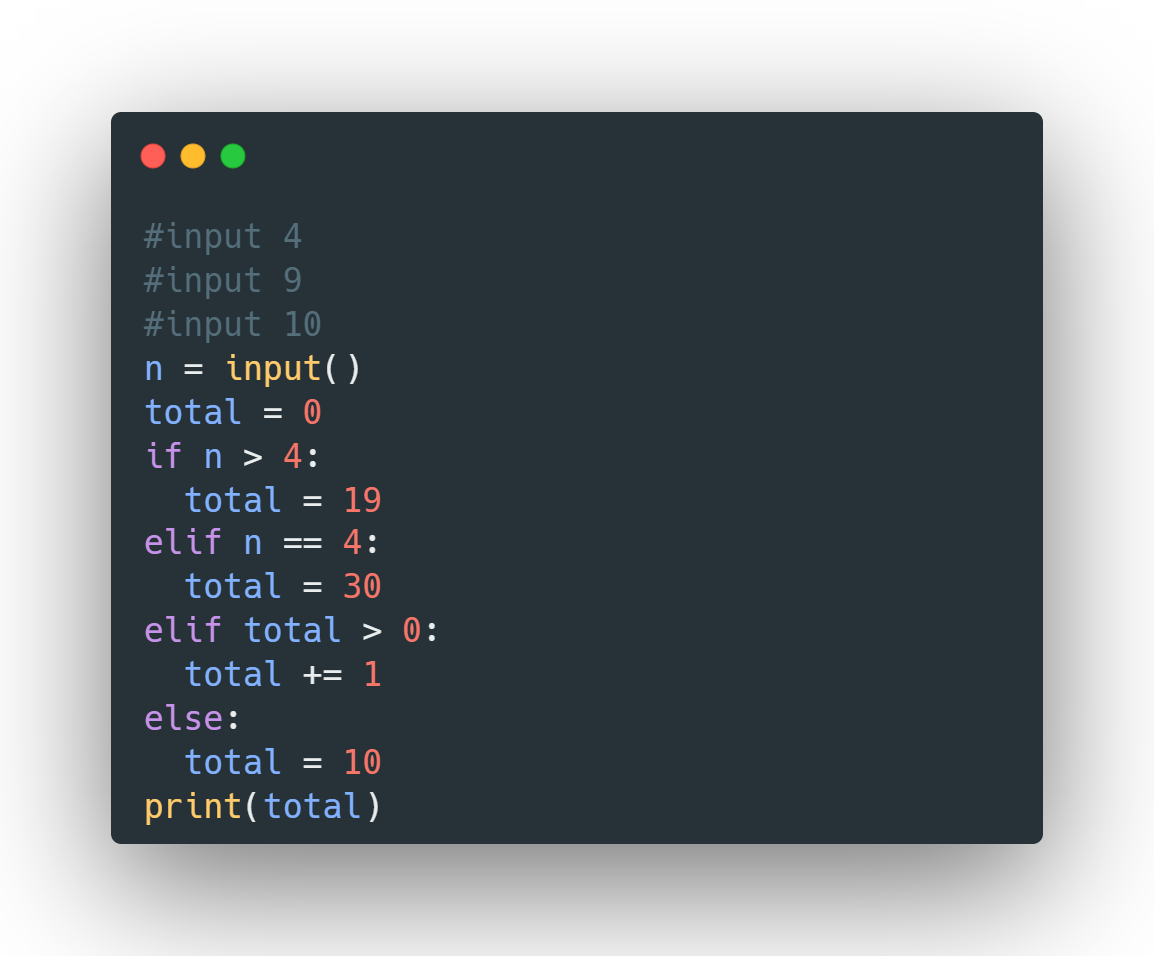 #input 4
#input 9
#input 10
n = input()
total = 0
if n > 4:
  total = 19
elif n == 4:
  total = 30
elif total > 0:
  total += 1
else:
  total = 10
print(total)